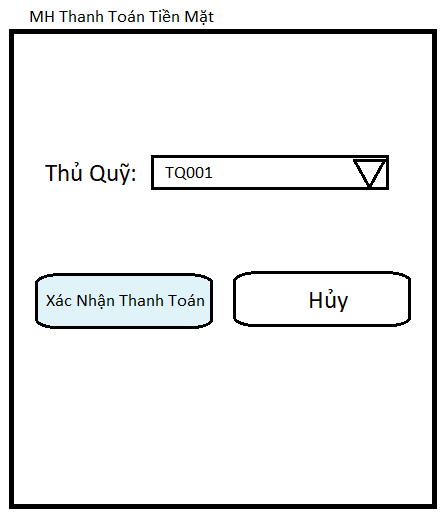 MH Thanh Toán Tiền Mặt
Thủ Quỹ: TQ001
Xác Nhận Thanh Toán Hủy